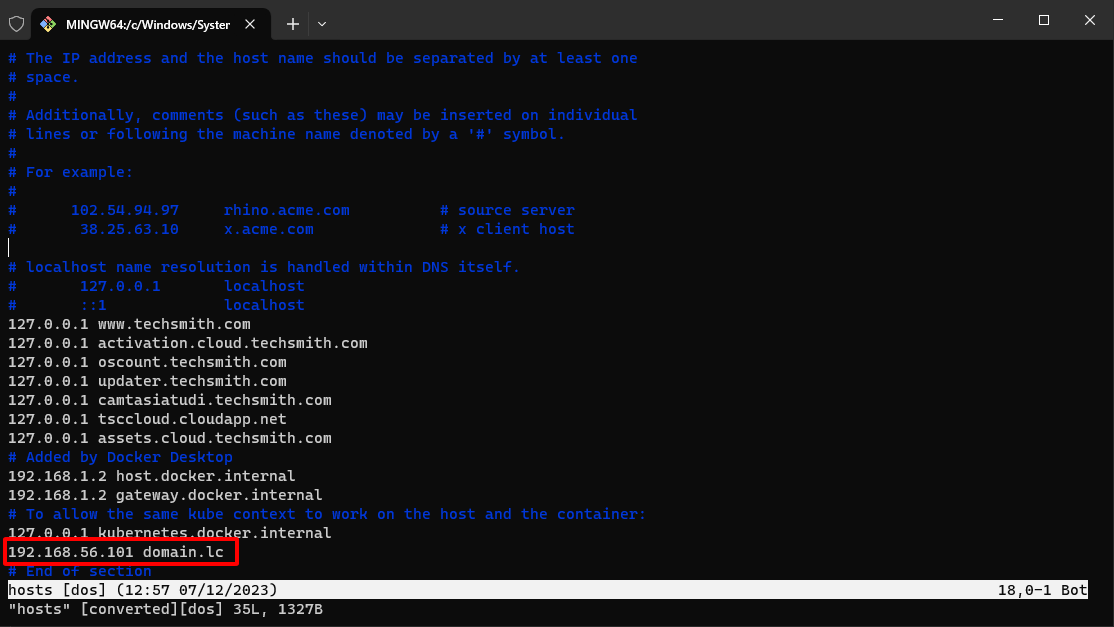 MINGW64:/c/Windows/Syster
# The IP address and the host name should be separated by at least one
# space.
#
# Additionally, comments (such as these) may be inserted on individual
# lines or following the machine name denoted by a '#' symbol.
#
# For example:
#
#      102.54.94.97     rhino.acme.com          # source server
#       38.25.63.10     x.acme.com              # x client host
# localhost name resolution is handled within DNS itself.
#       127.0.0.1       localhost
#       ::1             localhost
127.0.0.1 www.techsmith.com
127.0.0.1 activation.cloud.techsmith.com
127.0.0.1 oscount.techsmith.com
127.0.0.1 updater.techsmith.com
127.0.0.1 camtasiatudi.techsmith.com
127.0.0.1 tsccloud.cloudapp.net
127.0.0.1 assets.cloud.techsmith.com
# Added by Docker Desktop
192.168.1.2 host.docker.internal
192.168.1.2 gateway.docker.internal
# To allow the same kube context to work on the host and the container:
127.0.0.1 kubernetes.docker.internal
192.168.56.101 domain.lc
# End of section
hosts [dos] (12:57 07/12/2023) 18,0-1 Bot
"hosts" [converted][dos] 35L, 1327B